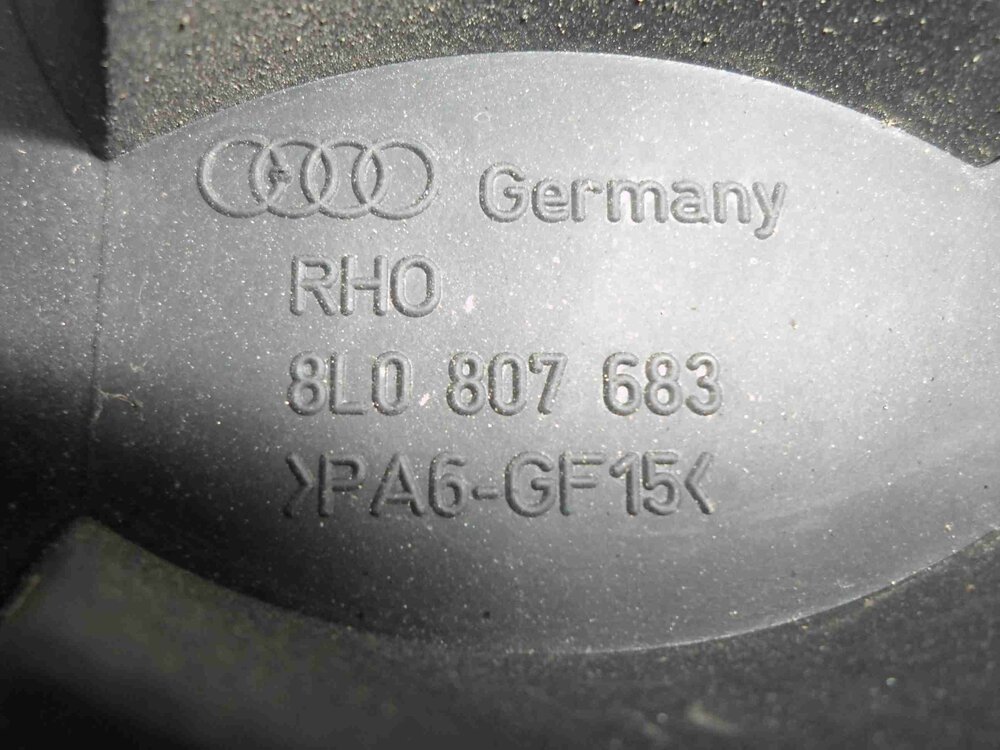 Germany
RHO
8L0 807 683
>PA6-GF15<